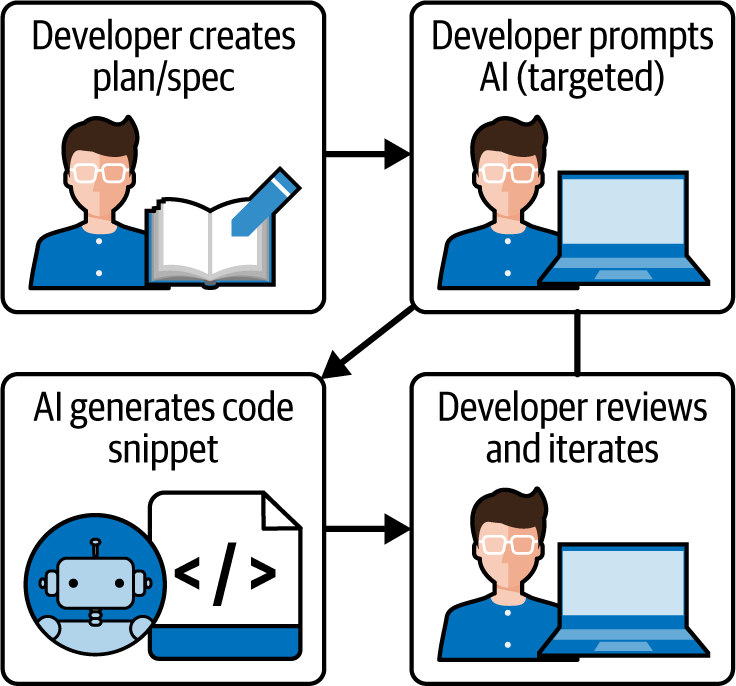 Developer creates
plan/spec
Developer prompts
AI (targeted)
AI generates code
snippet
</>
Developer reviews
and iterates